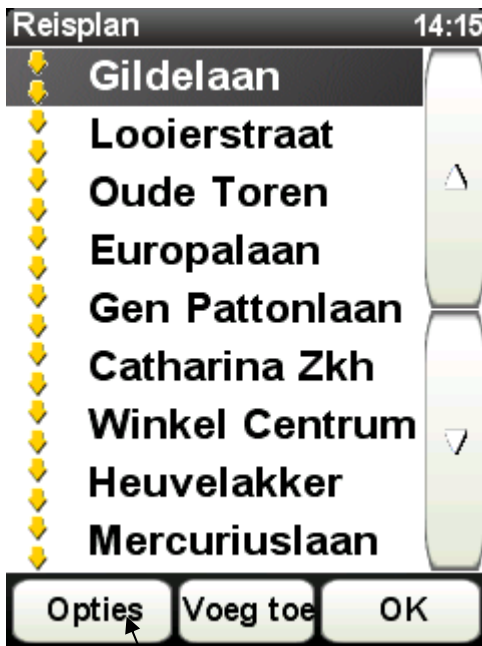 Reisplan 14:15
Gildelaan
Looierstraat
Oude Toren
Europalaan
Gen Pattonlaan
Catharina Zkh
Winkel Centrum
Heuvelakker
Mercuriuslaan
Opties Voeg toe OK